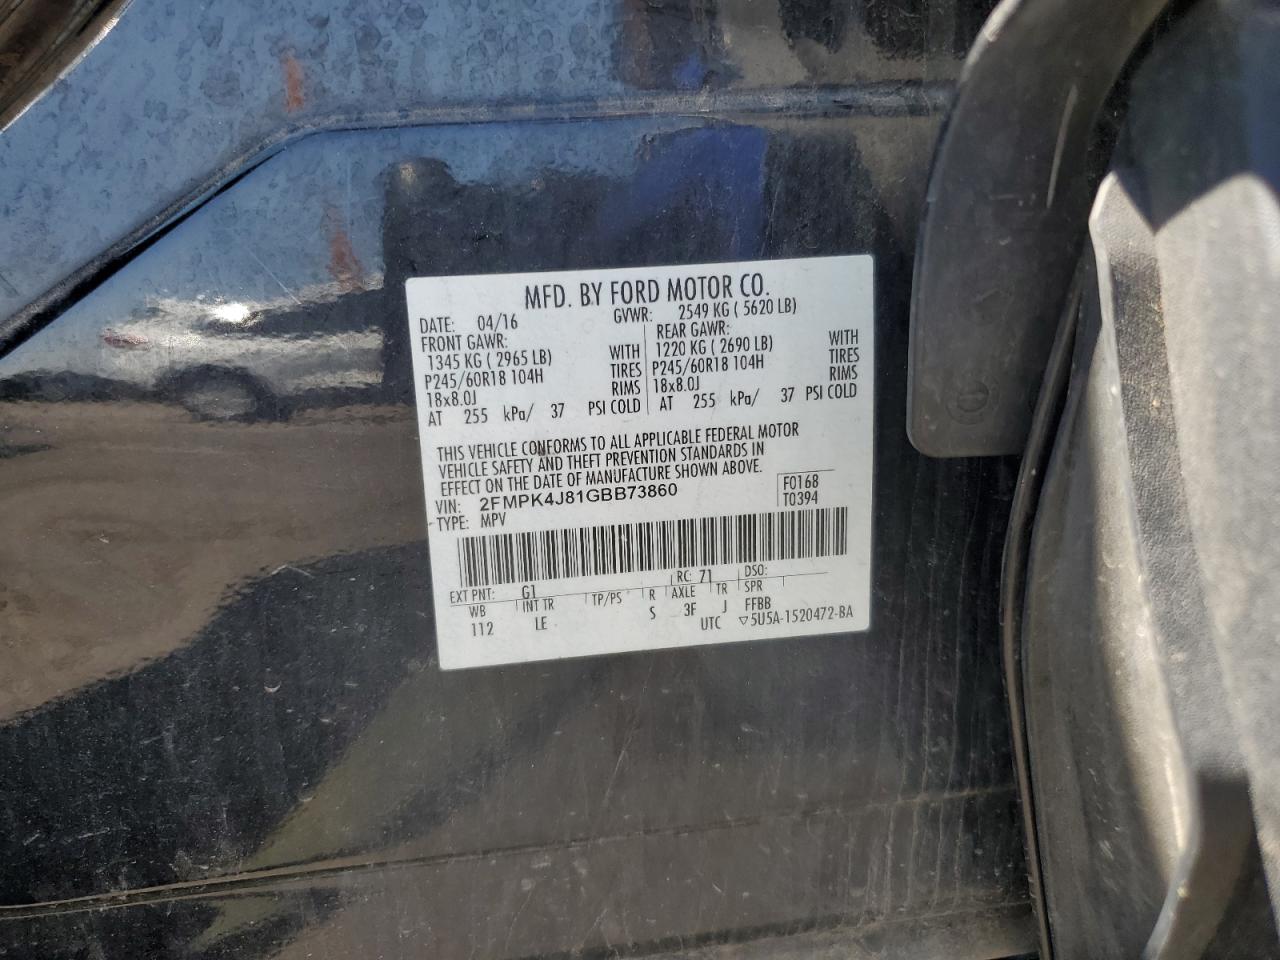 MFD. BY FORD MOTOR CO.
DATE: 04/16 GVWR: 2549 KG ( 5620 LB)
FRONT GAWR: REAR GAWR:
1345 KG ( 2965 LB) WITH 1220 KG ( 2690 LB) WITH
P245/60R18 104H TIRES P245/60R18 104H TIRES
18x8.0J RIMS 18x8.0J RIMS
AT 255 kPa/ 37 PSI COLD AT 255 kPa/ 37 PSI COLD
THIS VEHICLE CONFORMS TO ALL APPLICABLE FEDERAL MOTOR
VEHICLE SAFETY AND THEFT PREVENTION STANDARDS IN
EFFECT ON THE DATE OF MANUFACTURE SHOWN ABOVE.
VIN: 2FMPK4J81GBB73860 F0168
TYPE: MPV T0394
EXT PNT: G1 RC: 71 DSO:
WB INT TR TP/PS R AXLE TR SPR
112 LE S 3F J FFBB
UTC ▽5U5A-1520472-BA